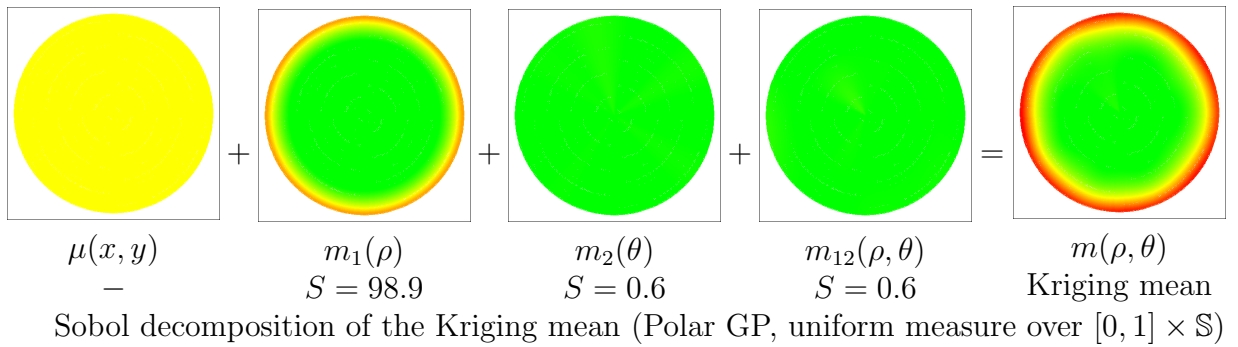 + + + =
μ(x, y) m₁(ρ) m₂(θ) m₁₂(ρ, θ) m(ρ, θ)
− S = 98.9 S = 0.6 S = 0.6 Kriging mean
Sobol decomposition of the Kriging mean (Polar GP, uniform measure over [0, 1] × 𝕊)